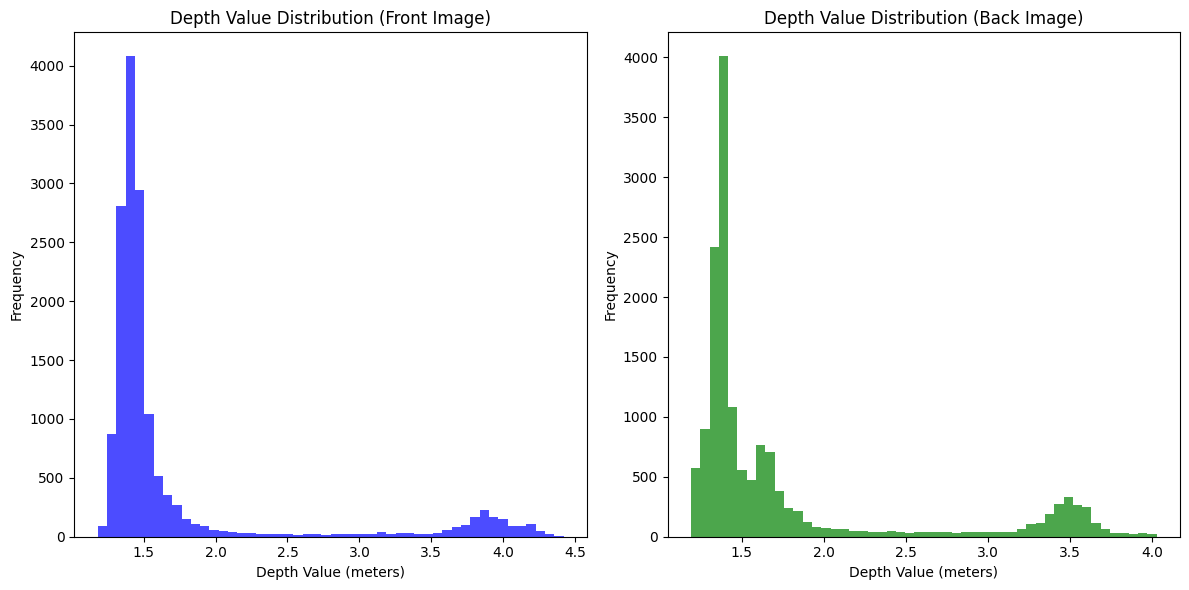 Depth Value Distribution (Front Image)
Frequency
4000
3500
3000
2500
2000
1500
1000
500
0
1.5 2.0 2.5 3.0 3.5 4.0 4.5
Depth Value (meters)
Depth Value Distribution (Back Image)
Frequency
4000
3500
3000
2500
2000
1500
1000
500
0
1.5 2.0 2.5 3.0 3.5 4.0
Depth Value (meters)